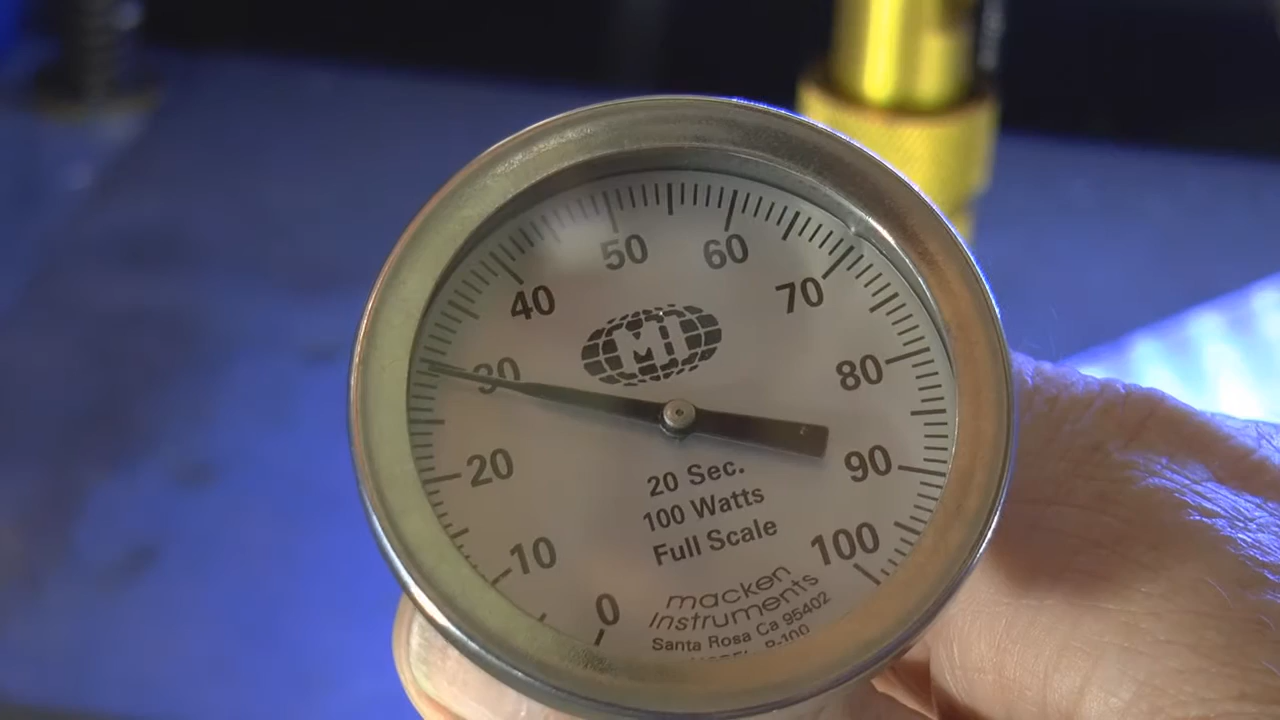 50 60
40 70
30 80
20 90
10 100
0
MI
20 Sec.
100 Watts
Full Scale
macken
Instruments
Santa Rosa Ca 95402
P-100